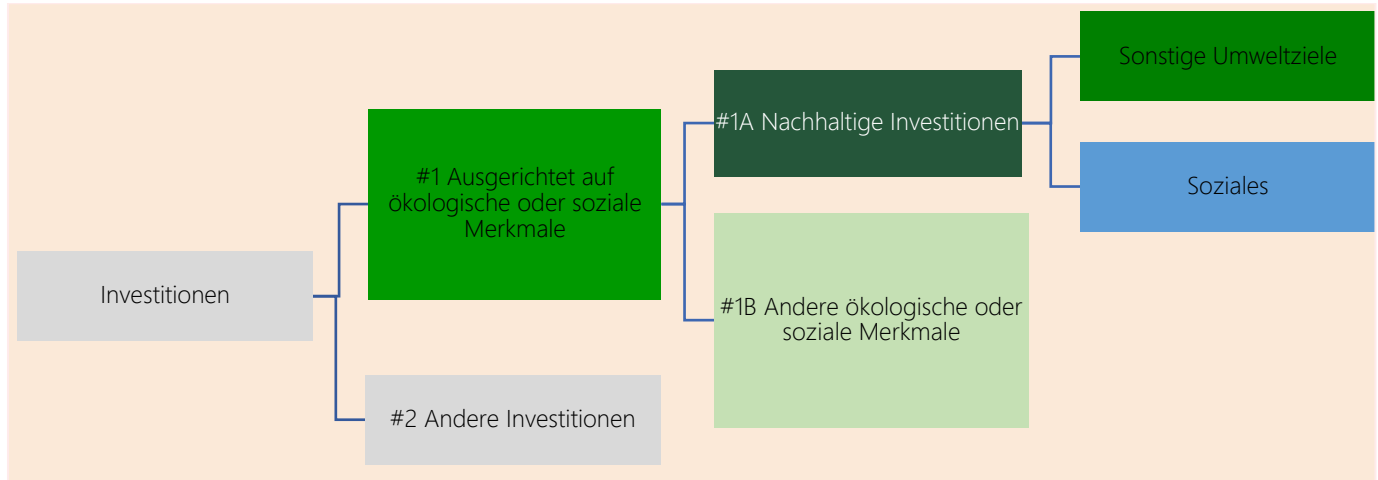 Investitionen
#1 Ausgerichtet auf
ökologische oder soziale
Merkmale
#2 Andere Investitionen
#1A Nachhaltige Investitionen
#1B Andere ökologische oder
soziale Merkmale
Sonstige Umweltziele
Soziales